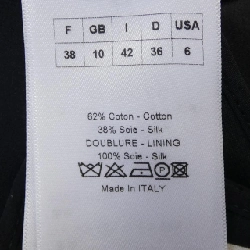 F GB I D USA
38 10 42 36 6
62% Coton - Cotton
38% Soie - Silk
DOUBLURE - LINING
100% Soie - Silk
Made in ITALY